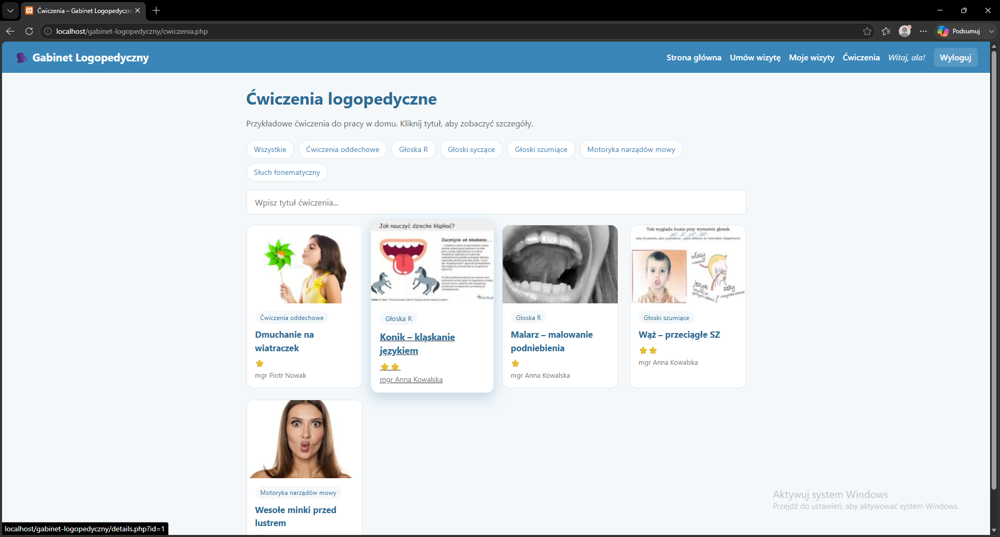 Ćwiczenia – Gabinet Logopedyczn
localhost/gabinet-logopedyczny/cwiczenia.php
Podsumuj
Gabinet Logopedyczny
Strona główna
Umów wizytę
Moje wizyty
Ćwiczenia
Witaj, ala!
Wyloguj
Ćwiczenia logopedyczne
Przykładowe ćwiczenia do pracy w domu. Kliknij tytuł, aby zobaczyć szczegóły.
Wszystkie
Ćwiczenia oddechowe
Głoska R
Głoski syczące
Głoski szumiące
Motoryka narządów mowy
Słuch fonematyczny
Wpisz tytuł ćwiczenia...
Ćwiczenia oddechowe
Dmuchanie na
wiatraczek
mgr Piotr Nowak
Jak nauczyć dziecko kląskać?
Zacznijcie od mlaskania...
Głoska R
Konik – kląskanie
językiem
mgr Anna Kowalska
Głoska R
Malarz – malowanie
podniebienia
mgr Anna Kowalska
Tak wygląda buzia przy wymowie głosek
włosy
język
zęby
Głoski szumiące
Wąż – przeciągłe SZ
mgr Anna Kowalska
Motoryka narządów mowy
Wesołe minki przed
lustrem
Aktywuj system Windows
Przejdź do ustawień, aby aktywować system Windows.
localhost/gabinet-logopedyczny/details.php?id=1